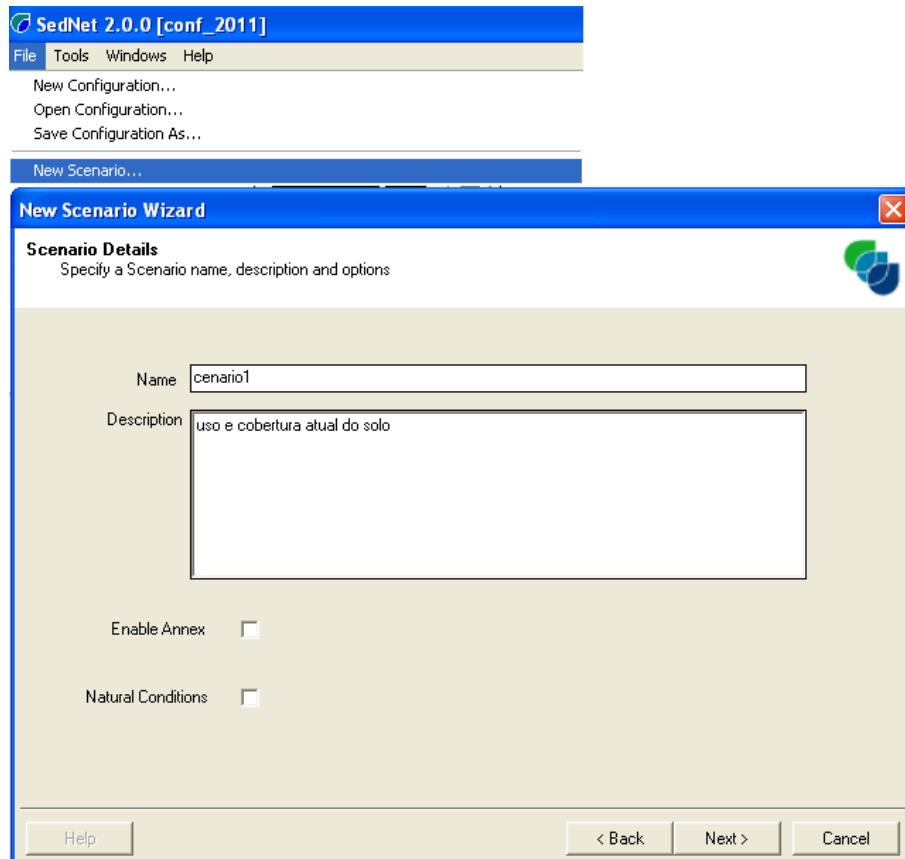 SedNet 2.0.0 [conf_2011]
File Tools Windows Help
New Configuration...
Open Configuration...
Save Configuration As...
New Scenario...
New Scenario Wizard
Scenario Details
Specify a Scenario name, description and options
Name cenario1
Description uso e cobertura atual do solo
Enable Annex
Natural Conditions
Help < Back Next > Cancel